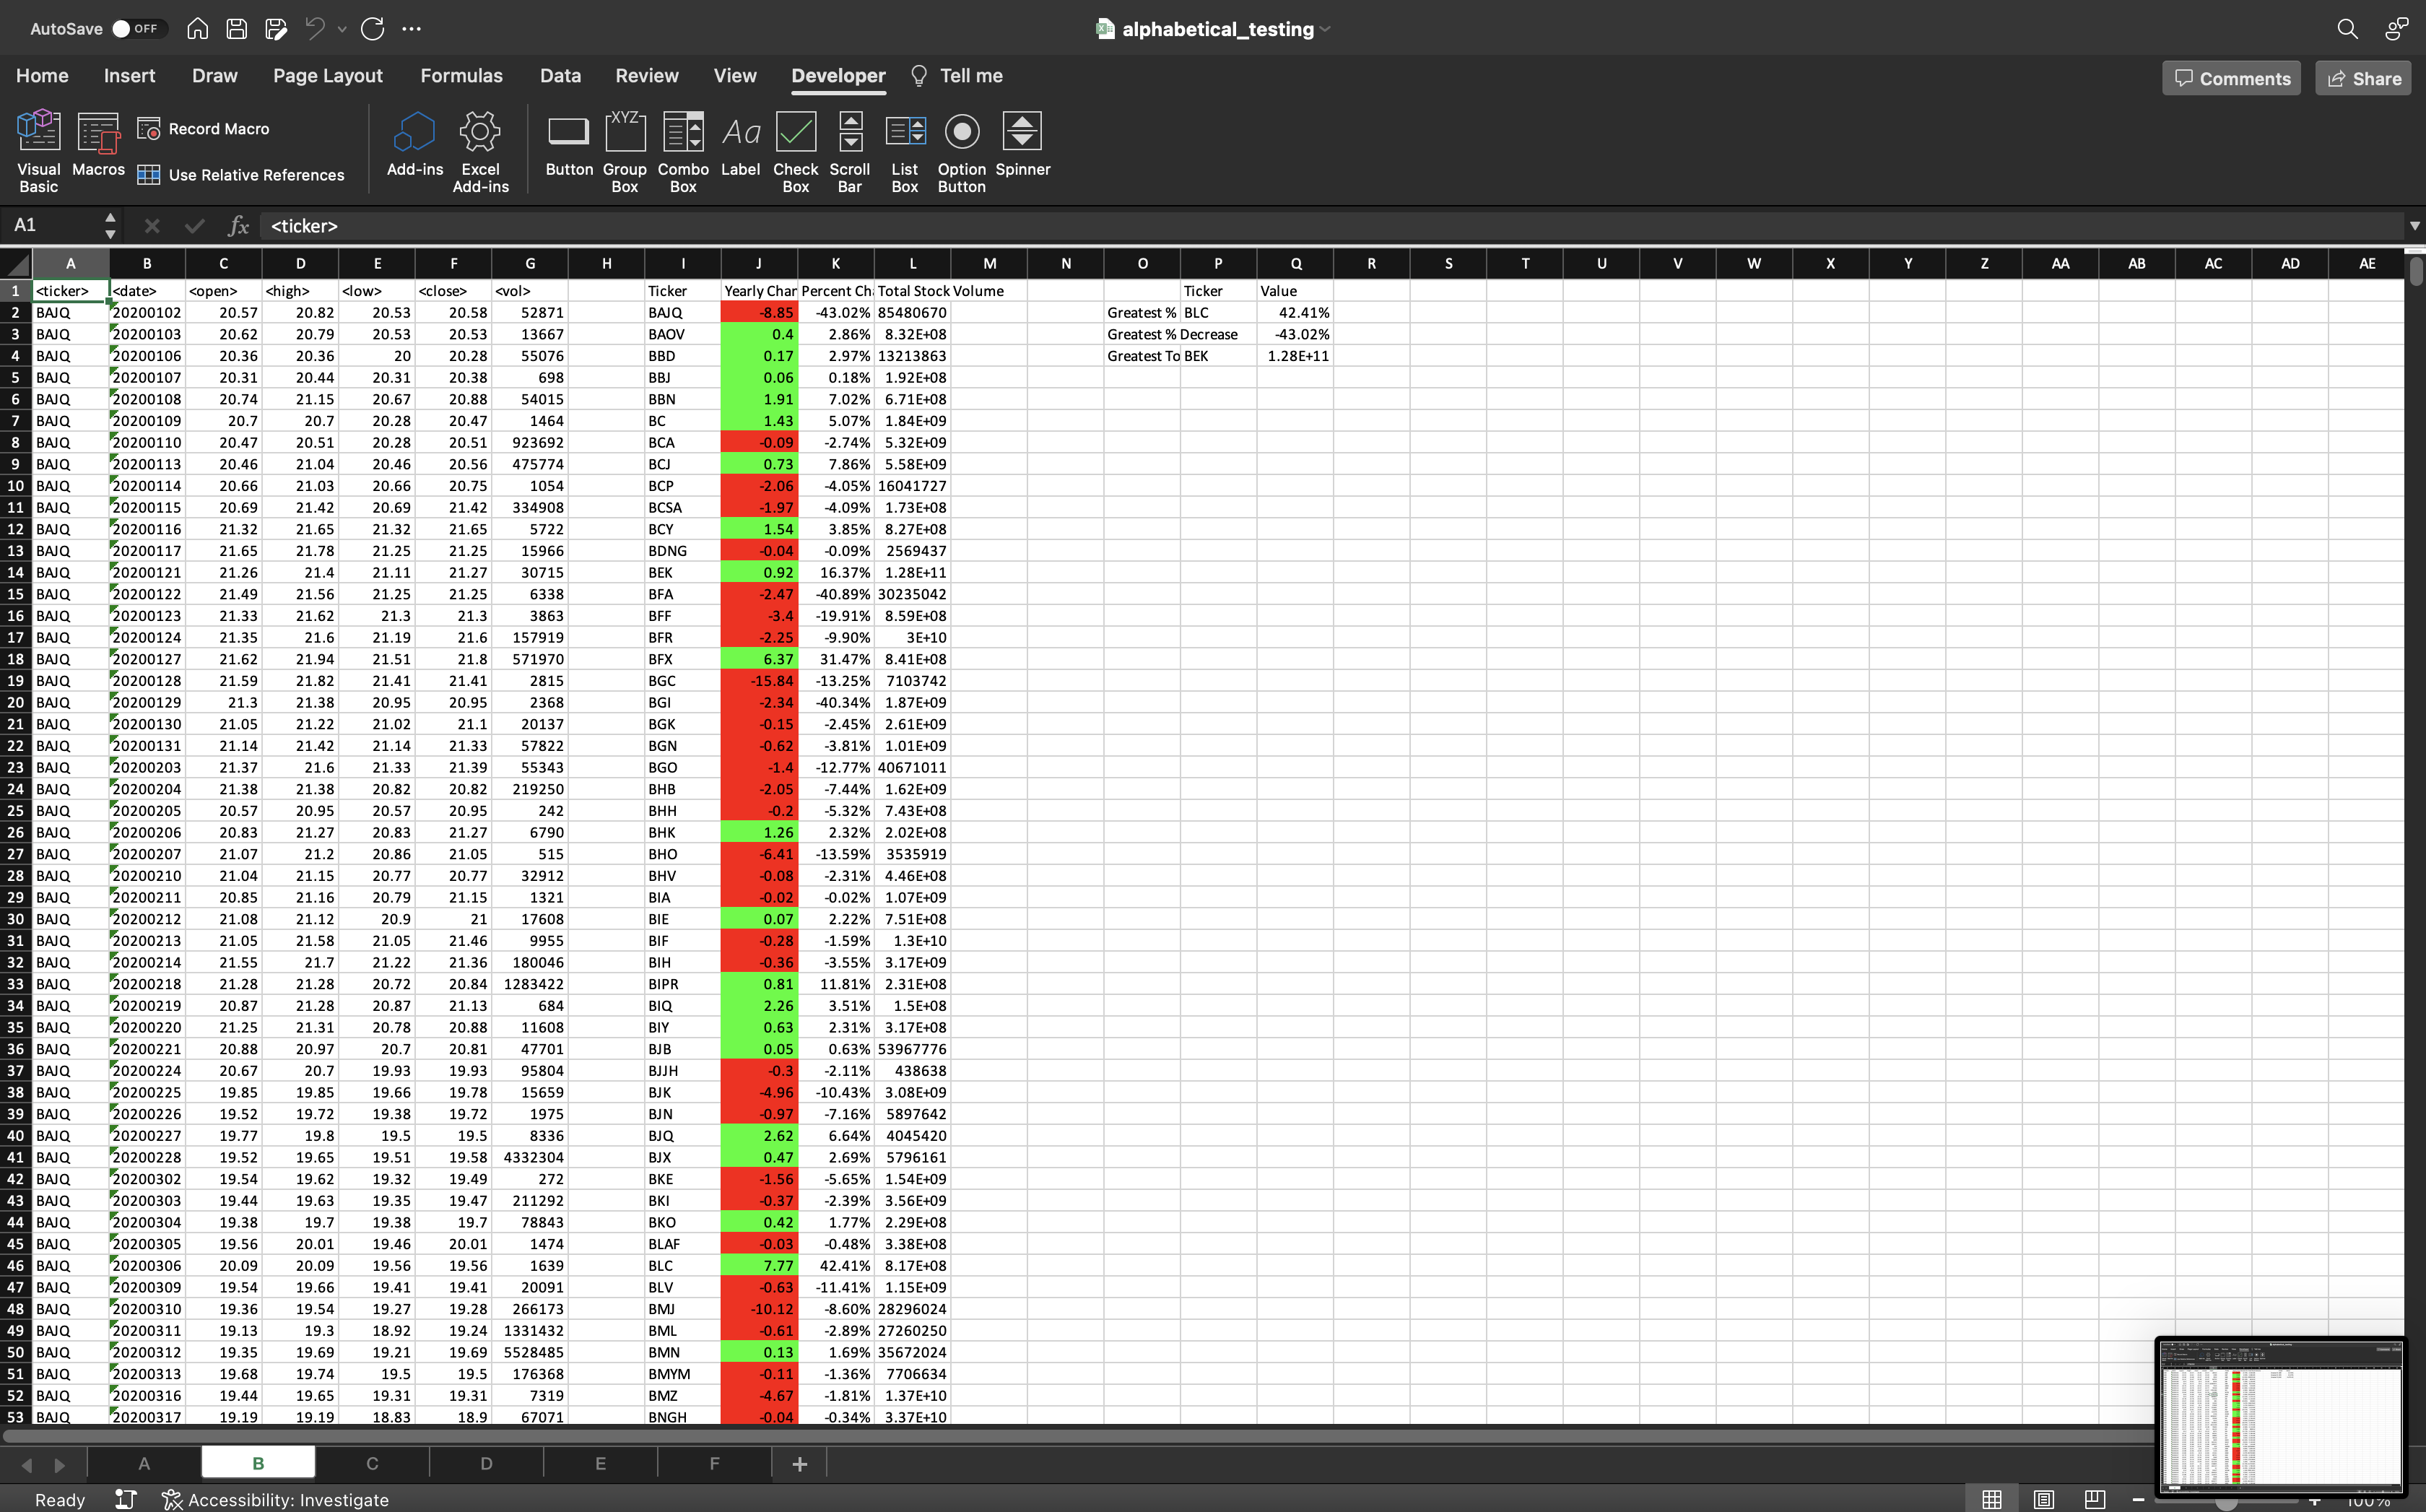 AutoSave OFF alphabetical_testing
Home Insert Draw Page Layout Formulas Data Review View Developer Tell me Comments Share
Visual Basic Macros Record Macro Use Relative References Add-ins Excel Add-ins Button Group Box Combo Box Label Check Box Scroll Bar List Box Option Button Spinner
A1 fx <ticker>
A B C D E F G H I J K L M N O P Q R S T U V W X Y Z AA AB AC AD AE
1 <ticker> <date> <open> <high> <low> <close> <vol> Ticker Yearly Char Percent Ch Total Stock Volume Ticker Value
2 BAJQ 20200102 20.57 20.82 20.53 20.58 52871 BAJQ -8.85 -43.02% 85480670 Greatest % BLC 42.41%
3 BAJQ 20200103 20.62 20.79 20.53 20.53 13667 BAOV 0.4 2.86% 8.32E+08 Greatest % Decrease -43.02%
4 BAJQ 20200106 20.36 20.36 20 20.28 55076 BBD 0.17 2.97% 13213863 Greatest To BEK 1.28E+11
5 BAJQ 20200107 20.31 20.44 20.31 20.38 698 BBJ 0.06 0.18% 1.92E+08
6 BAJQ 20200108 20.74 21.15 20.67 20.88 54015 BBN 1.91 7.02% 6.71E+08
7 BAJQ 20200109 20.7 20.7 20.28 20.47 1464 BC 1.43 5.07% 1.84E+09
8 BAJQ 20200110 20.47 20.51 20.28 20.51 923692 BCA -0.09 -2.74% 5.32E+09
9 BAJQ 20200113 20.46 21.04 20.46 20.56 475774 BCJ 0.73 7.86% 5.58E+09
10 BAJQ 20200114 20.66 21.03 20.66 20.75 1054 BCP -2.06 -4.05% 16041727
11 BAJQ 20200115 20.69 21.42 20.69 21.42 334908 BCSA -1.97 -4.09% 1.73E+08
12 BAJQ 20200116 21.32 21.65 21.32 21.65 5722 BCY 1.54 3.85% 8.27E+08
13 BAJQ 20200117 21.65 21.78 21.25 21.25 15966 BDNG -0.04 -0.09% 2569437
14 BAJQ 20200121 21.26 21.4 21.11 21.27 30715 BEK 0.92 16.37% 1.28E+11
15 BAJQ 20200122 21.49 21.56 21.25 21.25 6338 BFA -2.47 -40.89% 30235042
16 BAJQ 20200123 21.33 21.62 21.3 21.3 3863 BFF -3.4 -19.91% 8.59E+08
17 BAJQ 20200124 21.35 21.6 21.19 21.6 157919 BFR -2.25 -9.90% 3E+10
18 BAJQ 20200127 21.62 21.94 21.51 21.8 571970 BFX 6.37 31.47% 8.41E+08
19 BAJQ 20200128 21.59 21.82 21.41 21.41 2815 BGC -15.84 -13.25% 7103742
20 BAJQ 20200129 21.3 21.38 20.95 20.95 2368 BGI -2.34 -40.34% 1.87E+09
21 BAJQ 20200130 21.05 21.22 21.02 21.1 20137 BGK -0.15 -2.45% 2.61E+09
22 BAJQ 20200131 21.14 21.42 21.14 21.33 57822 BGN -0.62 -3.81% 1.01E+09
23 BAJQ 20200203 21.37 21.6 21.33 21.39 55343 BGO -1.4 -12.77% 40671011
24 BAJQ 20200204 21.38 21.38 20.82 20.82 219250 BHB -2.05 -7.44% 1.62E+09
25 BAJQ 20200205 20.57 20.95 20.57 20.95 242 BHH -0.2 -5.32% 7.43E+08
26 BAJQ 20200206 20.83 21.27 20.83 21.27 6790 BHK 1.26 2.32% 2.02E+08
27 BAJQ 20200207 21.07 21.2 20.86 21.05 515 BHO -6.41 -13.59% 3535919
28 BAJQ 20200210 21.04 21.15 20.77 20.77 32912 BHV -0.08 -2.31% 4.46E+08
29 BAJQ 20200211 20.85 21.16 20.79 21.15 1321 BIA -0.02 -0.02% 1.07E+09
30 BAJQ 20200212 21.08 21.12 20.9 21 17608 BIE 0.07 2.22% 7.51E+08
31 BAJQ 20200213 21.05 21.58 21.05 21.46 9955 BIF -0.28 -1.59% 1.3E+10
32 BAJQ 20200214 21.55 21.7 21.22 21.36 180046 BIH -0.36 -3.55% 3.17E+09
33 BAJQ 20200218 21.28 21.28 20.72 20.84 1283422 BIPR 0.81 11.81% 2.31E+08
34 BAJQ 20200219 20.87 21.28 20.87 21.13 684 BIQ 2.26 3.51% 1.5E+08
35 BAJQ 20200220 21.25 21.31 20.78 20.88 11608 BIY 0.63 2.31% 3.17E+08
36 BAJQ 20200221 20.88 20.97 20.7 20.81 47701 BJB 0.05 0.63% 53967776
37 BAJQ 20200224 20.67 20.7 19.93 19.93 95804 BJJH -0.3 -2.11% 438638
38 BAJQ 20200225 19.85 19.85 19.66 19.78 15659 BJK -4.96 -10.43% 3.08E+09
39 BAJQ 20200226 19.52 19.72 19.38 19.72 1975 BJN -0.97 -7.16% 5897642
40 BAJQ 20200227 19.77 19.8 19.5 19.5 8336 BJQ 2.62 6.64% 4045420
41 BAJQ 20200228 19.52 19.65 19.51 19.58 4332304 BJX 0.47 2.69% 5796161
42 BAJQ 20200302 19.54 19.62 19.32 19.49 272 BKE -1.56 -5.65% 1.54E+09
43 BAJQ 20200303 19.44 19.63 19.35 19.47 211292 BKI -0.37 -2.39% 3.56E+09
44 BAJQ 20200304 19.38 19.7 19.38 19.7 78843 BKO 0.42 1.77% 2.29E+08
45 BAJQ 20200305 19.56 20.01 19.46 20.01 1474 BLAF -0.03 -0.48% 3.38E+08
46 BAJQ 20200306 20.09 20.09 19.56 19.56 1639 BLC 7.77 42.41% 8.17E+08
47 BAJQ 20200309 19.54 19.66 19.41 19.41 20091 BLV -0.63 -11.41% 1.15E+09
48 BAJQ 20200310 19.36 19.54 19.27 19.28 266173 BMJ -10.12 -8.60% 28296024
49 BAJQ 20200311 19.13 19.3 18.92 19.24 1331432 BML -0.61 -2.89% 27260250
50 BAJQ 20200312 19.35 19.69 19.21 19.69 5528485 BMN 0.13 1.69% 35672024
51 BAJQ 20200313 19.68 19.74 19.5 19.5 176368 BMYM -0.11 -1.36% 7706634
52 BAJQ 20200316 19.44 19.65 19.31 19.31 7319 BMZ -4.67 -1.81% 1.37E+10
53 BAJQ 20200317 19.19 19.19 18.83 18.9 67071 BNGH -0.04 -0.34% 3.37E+10
A B C D E F +
Ready Accessibility: Investigate 100%